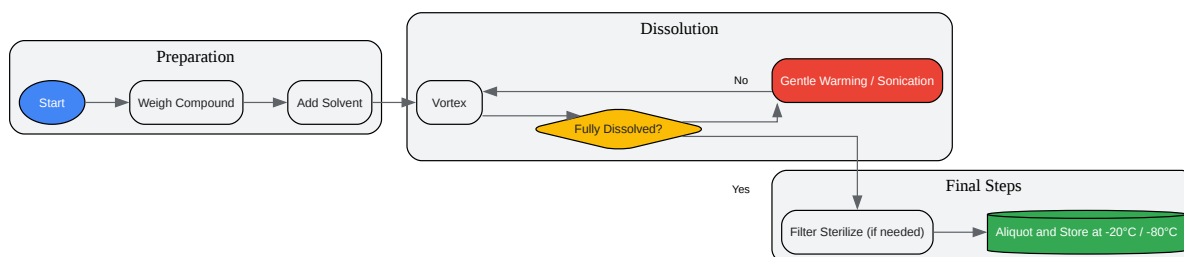 Preparation
Start
Weigh Compound
Add Solvent
Dissolution
Vortex
Fully Dissolved?
No
Gentle Warming / Sonication
Yes
Final Steps
Filter Sterilize (if needed)
Aliquot and Store at -20°C / -80°C